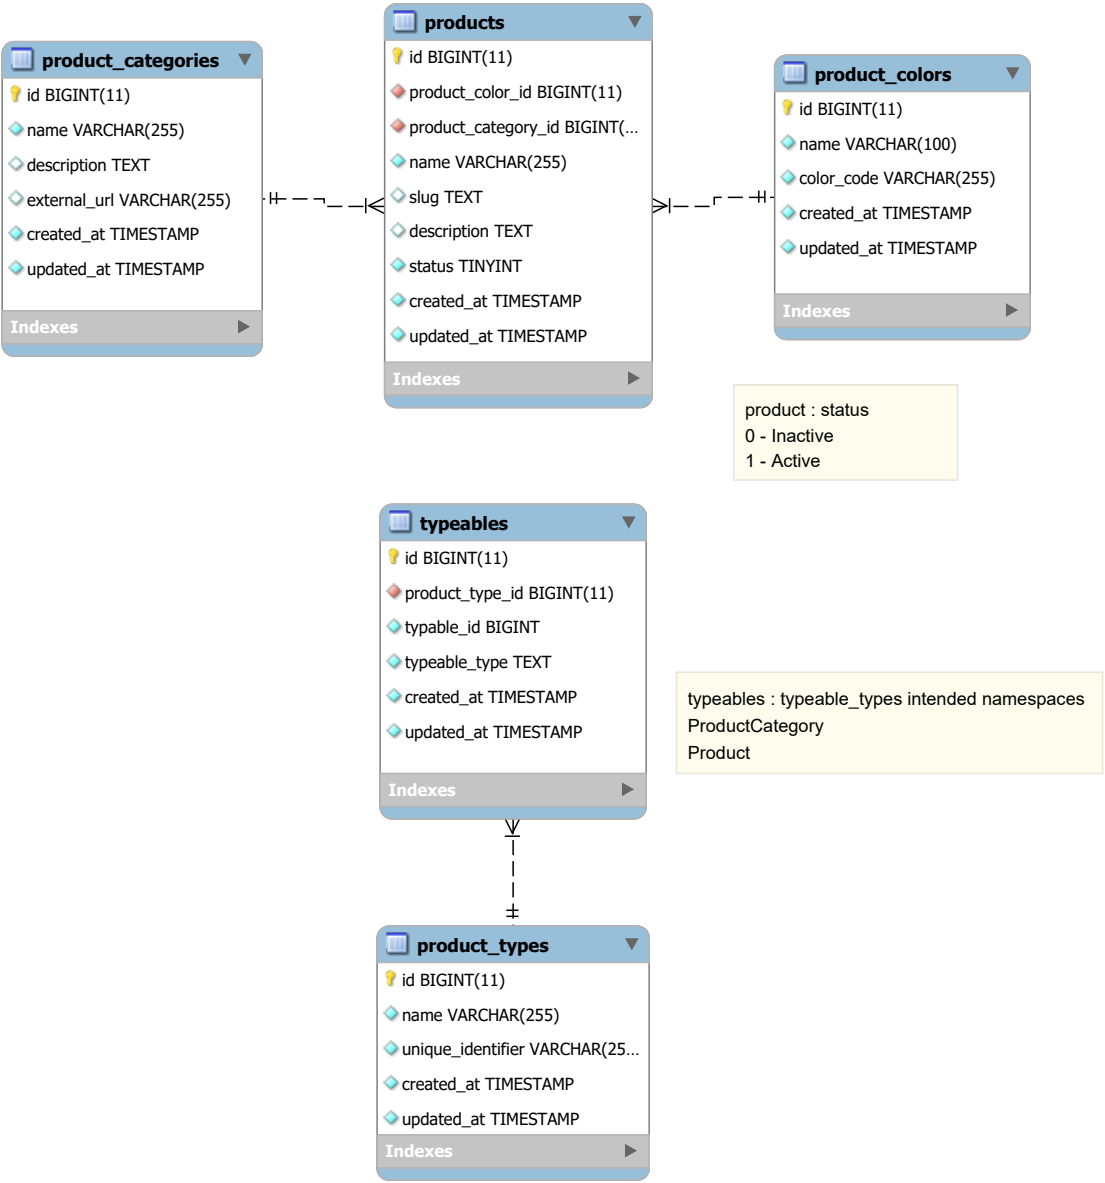 product_categories
id BIGINT(11)
name VARCHAR(255)
description TEXT
external_url VARCHAR(255)
created_at TIMESTAMP
updated_at TIMESTAMP
Indexes
products
id BIGINT(11)
product_color_id BIGINT(11)
product_category_id BIGINT(...
name VARCHAR(255)
slug TEXT
description TEXT
status TINYINT
created_at TIMESTAMP
updated_at TIMESTAMP
Indexes
product_colors
id BIGINT(11)
name VARCHAR(100)
color_code VARCHAR(255)
created_at TIMESTAMP
updated_at TIMESTAMP
Indexes
product : status
0 - Inactive
1 - Active
typeables
id BIGINT(11)
product_type_id BIGINT(11)
typable_id BIGINT
typeable_type TEXT
created_at TIMESTAMP
updated_at TIMESTAMP
Indexes
typeables : typeable_types intended namespaces
ProductCategory
Product
product_types
id BIGINT(11)
name VARCHAR(255)
unique_identifier VARCHAR(25...
created_at TIMESTAMP
updated_at TIMESTAMP
Indexes